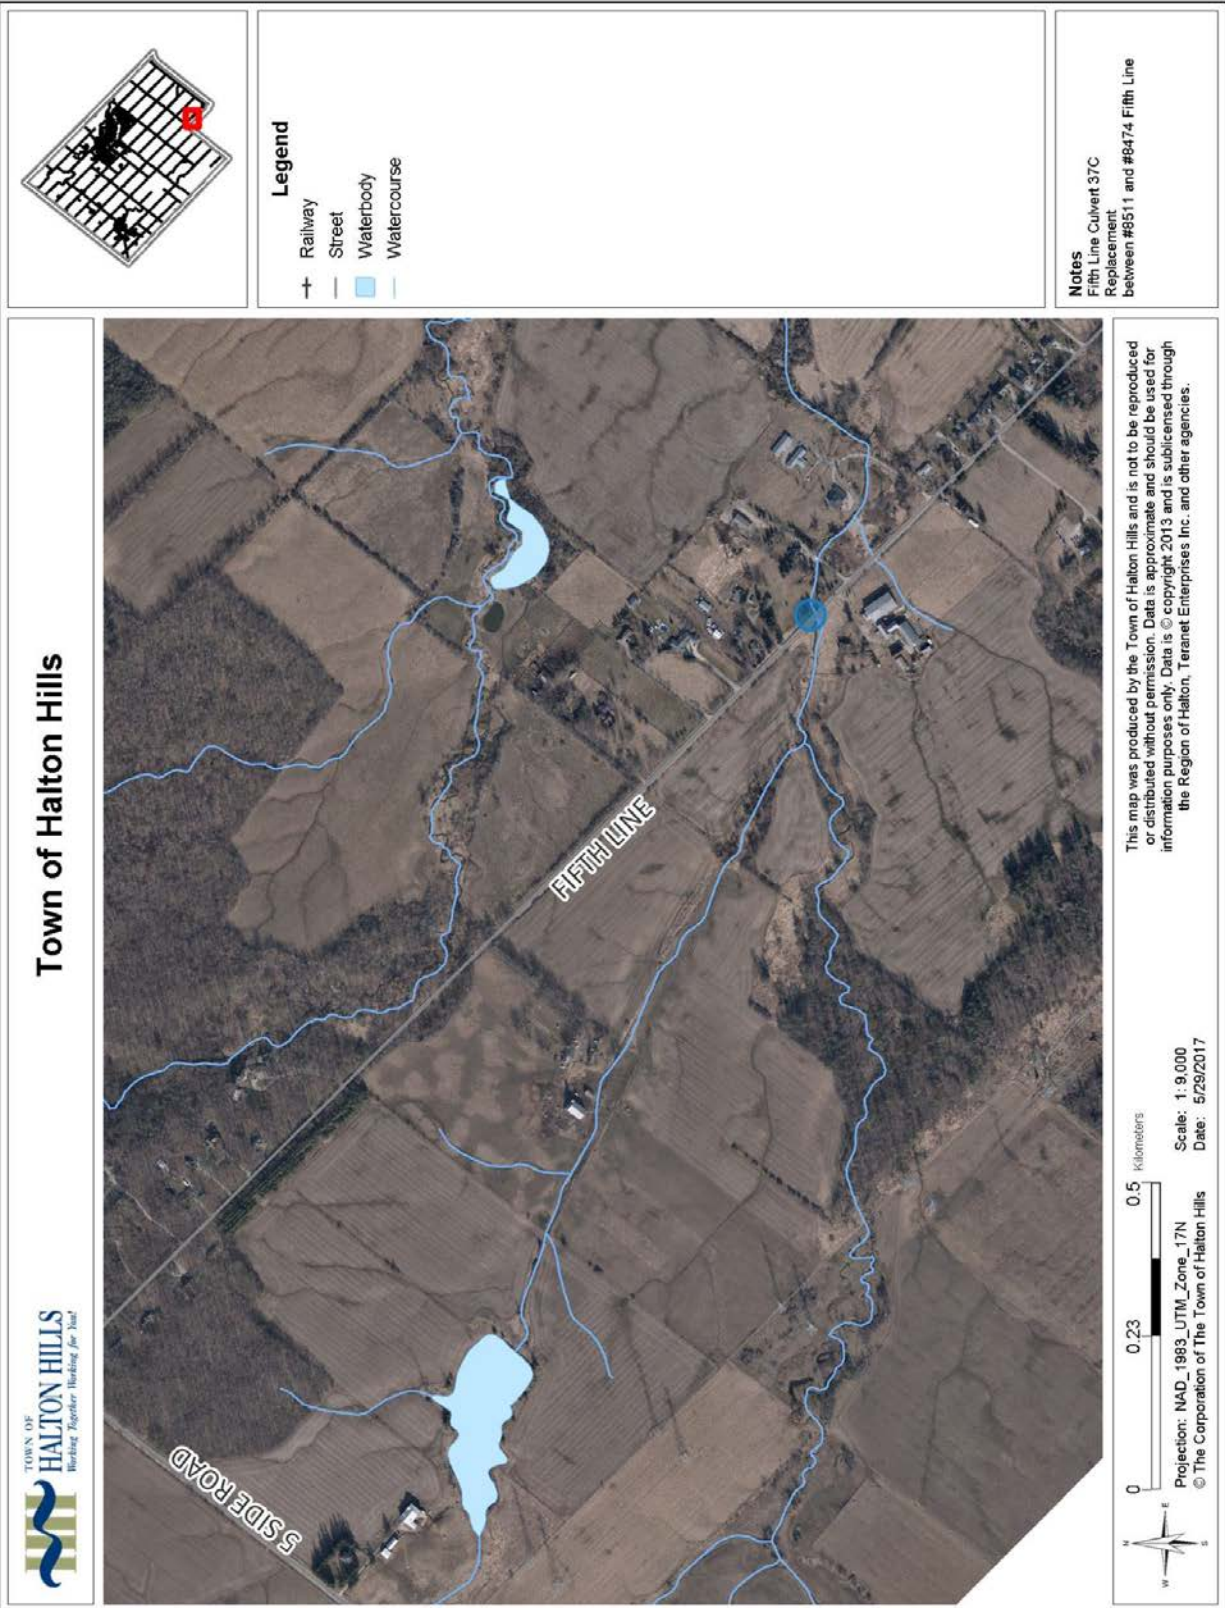 TOWN OF
HALTON HILLS
Working Together Working for You!
Town of Halton Hills
5 SIDE ROAD
FIFTH LINE
Legend
Railway
Street
Waterbody
Watercourse
N
W
E
S
0
0.23
0.5
Kilometers
Projection: NAD_1983_UTM_Zone_17N
© The Corporation of The Town of Halton Hills
Scale: 1: 9,000
Date: 5/29/2017
This map was produced by the Town of Halton Hills and is not to be reproduced
or distributed without permission. Data is approximate and should be used for
information purposes only. Data is © copyright 2013 and is sublicensed through
the Region of Halton, Teranet Enterprises Inc. and other agencies.
Notes
Fifth Line Culvert 37C
Replacement
between #8511 and #8474 Fifth Line